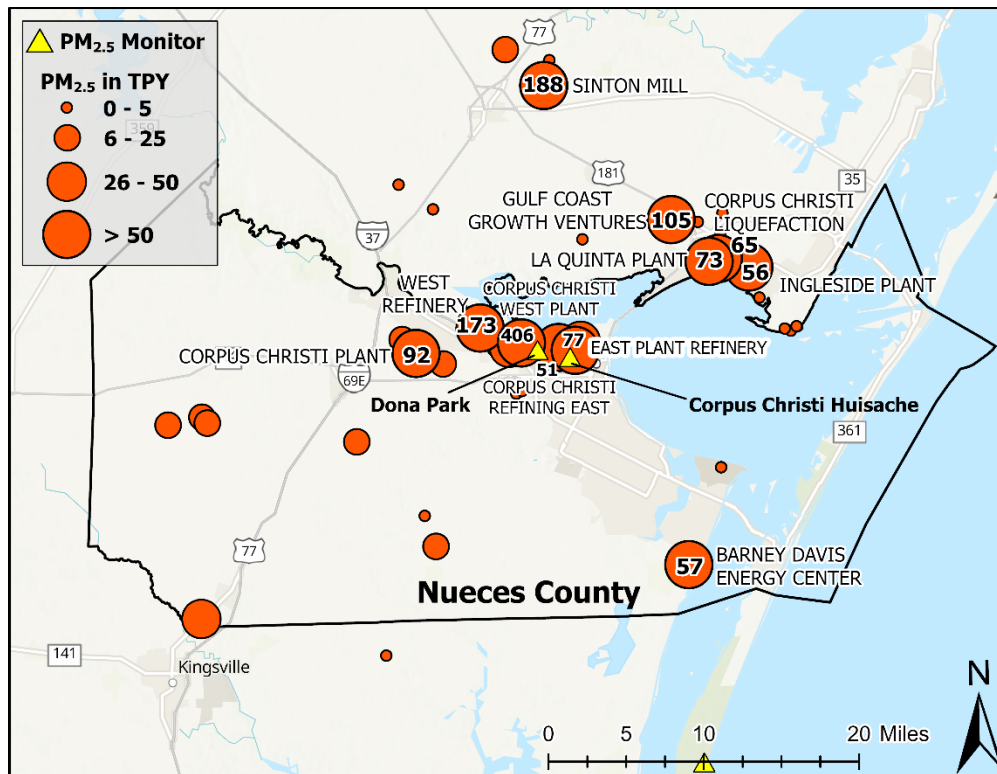 PM2.5 Monitor
PM2.5 in TPY
0 - 5
6 - 25
26 - 50
> 50
77
188
SINTON MILL
359
35
181
GULF COAST
GROWTH VENTURES
105
CORPUS CHRISTI
LIQUEFACTION
37
65
LA QUINTA PLANT
73
56
INGLESIDE PLANT
WEST
REFINERY
CORPUS CHRISTI
WEST PLANT
173
406
77
EAST PLANT REFINERY
CORPUS CHRISTI PLANT
92
51
69E
CORPUS CHRISTI
REFINING EAST
Dona Park
Corpus Christi Huisache
361
77
57
BARNEY DAVIS
ENERGY CENTER
Nueces County
141
Kingsville
N
0
5
10
20 Miles